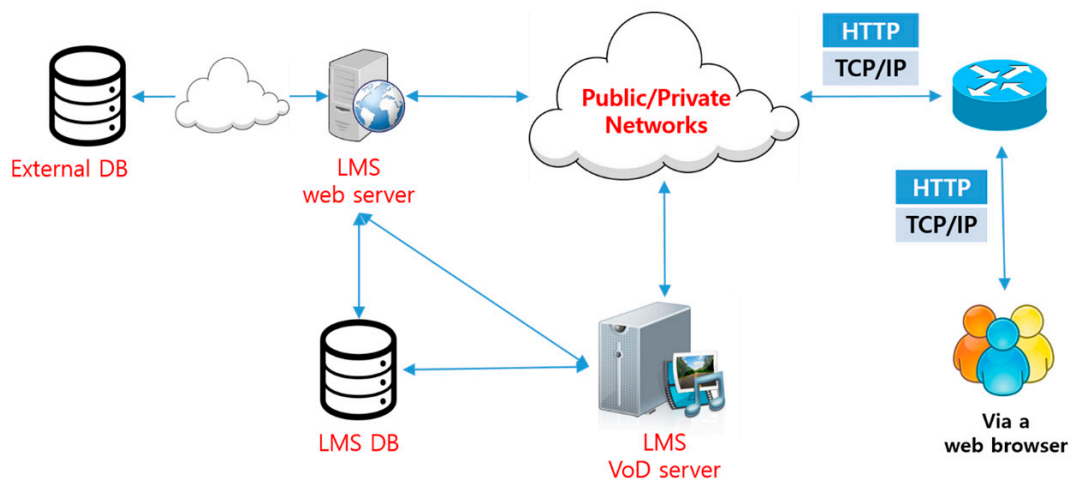 HTTP
TCP/IP
Public/Private
Networks
External DB
LMS
web server
HTTP
TCP/IP
LMS DB
LMS
VoD server
Via a
web browser